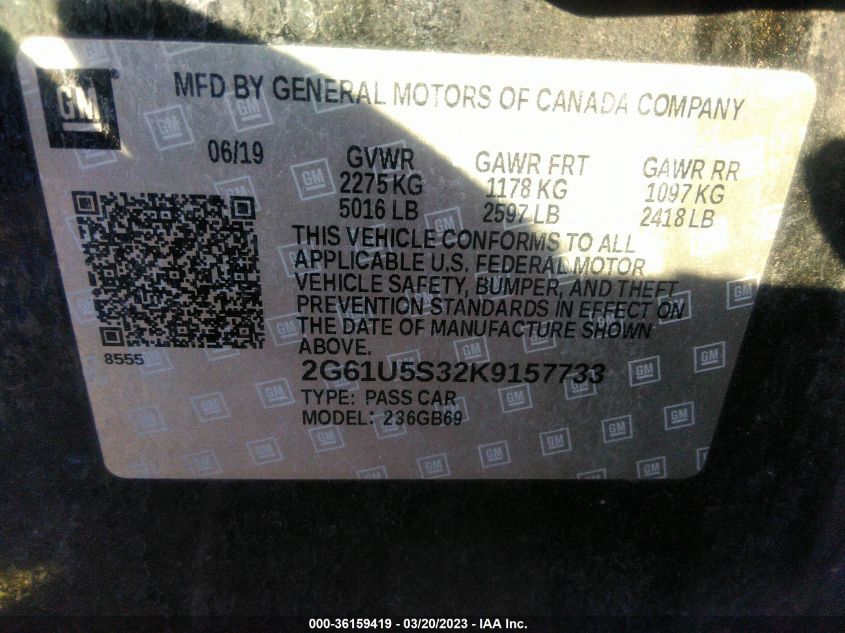 GM
MFD BY GENERAL MOTORS OF CANADA COMPANY
06/19
GVWR
2275 KG
5016 LB
GAWR FRT
1178 KG
2597 LB
GAWR RR
1097 KG
2418 LB
THIS VEHICLE CONFORMS TO ALL
APPLICABLE U.S. FEDERAL MOTOR
VEHICLE SAFETY, BUMPER, AND THEFT
PREVENTION STANDARDS IN EFFECT ON
THE DATE OF MANUFACTURE SHOWN
ABOVE.
8555
2G61U5S32K9157733
TYPE: PASS CAR
MODEL: 236GB69
000-36159419 - 03/20/2023 - IAA Inc.